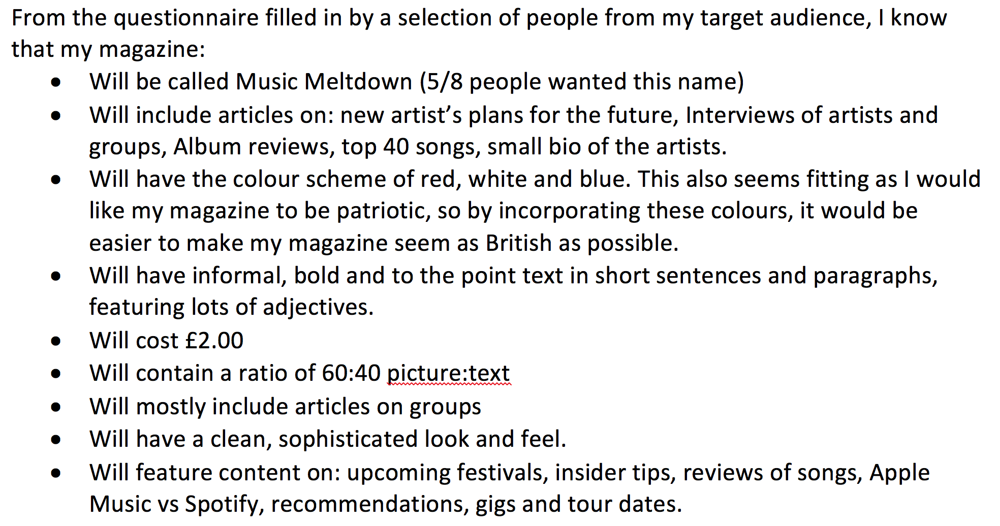 From the questionnaire filled in by a selection of people from my target audience, I know
that my magazine:
• Will be called Music Meltdown (5/8 people wanted this name)
• Will include articles on: new artist’s plans for the future, Interviews of artists and
groups, Album reviews, top 40 songs, small bio of the artists.
• Will have the colour scheme of red, white and blue. This also seems fitting as I would
like my magazine to be patriotic, so by incorporating these colours, it would be
easier to make my magazine seem as British as possible.
• Will have informal, bold and to the point text in short sentences and paragraphs,
featuring lots of adjectives.
• Will cost £2.00
• Will contain a ratio of 60:40 picture:text
• Will mostly include articles on groups
• Will have a clean, sophisticated look and feel.
• Will feature content on: upcoming festivals, insider tips, reviews of songs, Apple
Music vs Spotify, recommendations, gigs and tour dates.